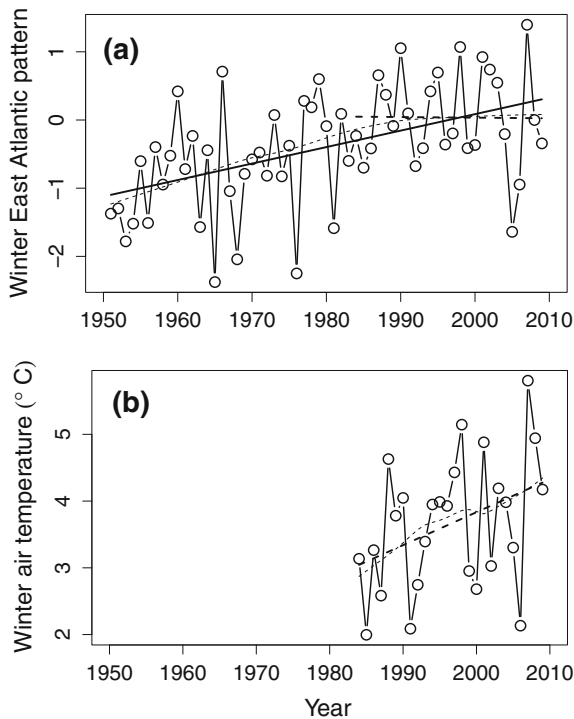 (a)
Winter East Atlantic pattern
1
0
−1
−2
1950 1960 1970 1980 1990 2000 2010
(b)
Winter air temperature (° C)
5
4
3
2
1950 1960 1970 1980 1990 2000 2010
Year